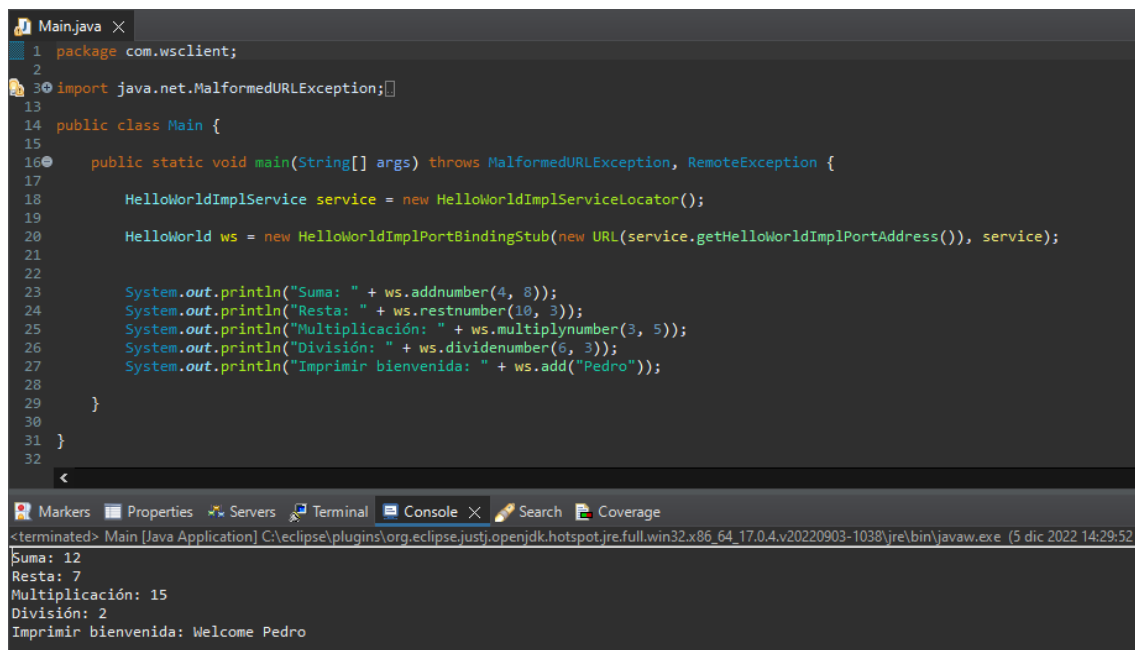 Main.java
1 package com.wsclient;
2
3 import java.net.MalformedURLException;
13
14 public class Main {
15
16 public static void main(String[] args) throws MalformedURLException, RemoteException {
17
18 HelloWorldImplService service = new HelloWorldImplServiceLocator();
19
20 HelloWorld ws = new HelloWorldImplPortBindingStub(new URL(service.getHelloWorldImplPortAddress()), service);
21
22
23 System.out.println("Suma: " + ws.addnumber(4, 8));
24 System.out.println("Resta: " + ws.restnumber(10, 3));
25 System.out.println("Multiplicación: " + ws.multiplynumber(3, 5));
26 System.out.println("División: " + ws.dividenumber(6, 3));
27 System.out.println("Imprimir bienvenida: " + ws.add("Pedro"));
28
29 }
30
31 }
32
Markers Properties Servers Terminal Console Search Coverage
<terminated> Main [Java Application] C:\eclipse\plugins\org.eclipse.justj.openjdk.hotspot.jre.full.win32.x86_64_17.0.4.v20220903-1038\jre\bin\javaw.exe (5 dic 2022 14:29:52
Suma: 12
Resta: 7
Multiplicación: 15
División: 2
Imprimir bienvenida: Welcome Pedro